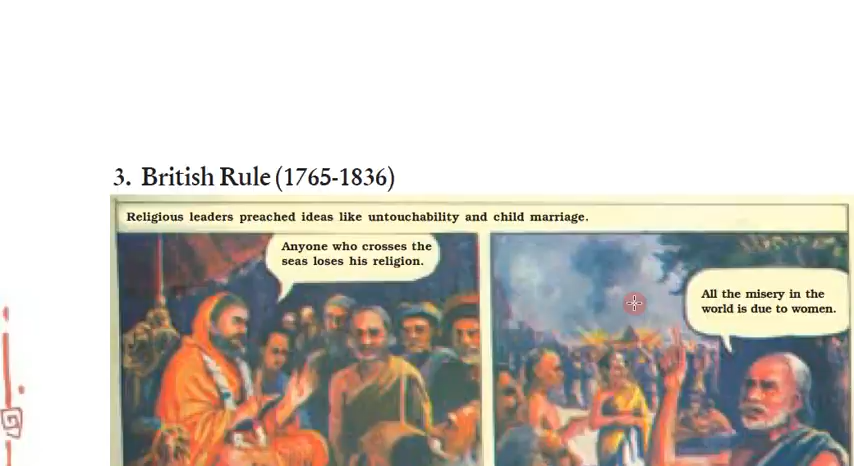 3. British Rule (1765-1836)
Religious leaders preached ideas like untouchability and child marriage.
Anyone who crosses the
seas loses his religion.
All the misery in the
world is due to women.